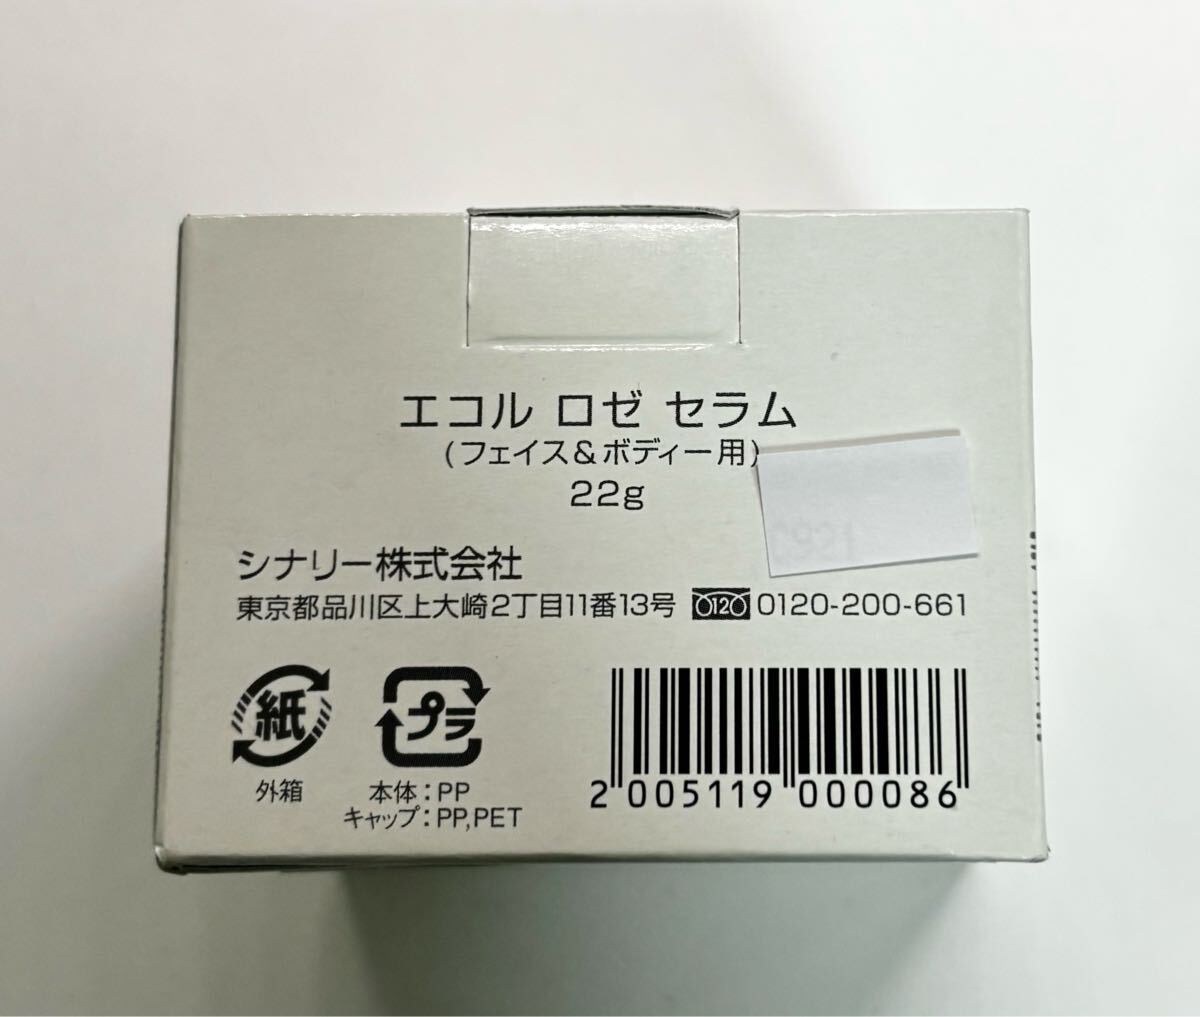 エコル ロゼ セラム
(フェイス&ボディー用)
22g
シナリー株式会社
東京都品川区上大崎2丁目11番13号 0120-200-661
紙
プラ
外箱
本体：PP
キャップ：PP,PET
2 005119 000086